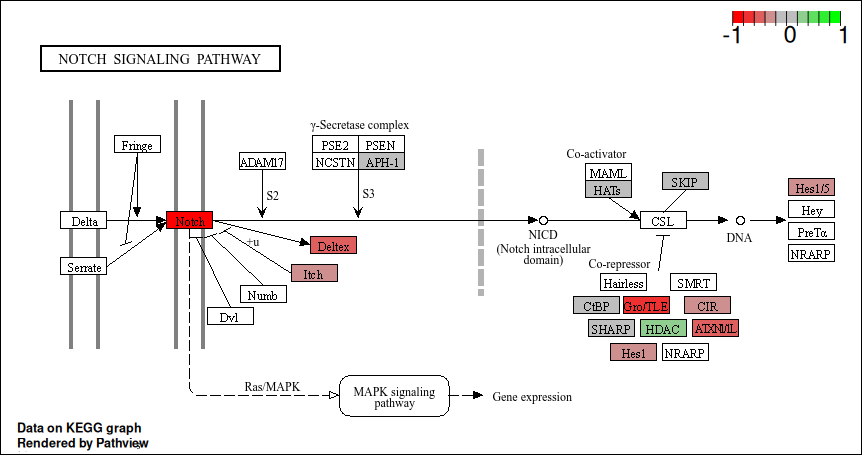 -1 0 1
NOTCH SIGNALING PATHWAY
γ-Secretase complex
Fringe
PSE2 PSEN
NCSTN APH-1
ADAM17
Co-activator
MAML
HATs
SKIP
Hes1/5
S2
S3
Delta
Notch
CSL
DNA
Hey
PreTα
NRARP
NICD
(Notch intracellular
domain)
+u
Deltex
Serrate
Itch
Numb
Dvl
Co-repressor
Hairless SMRT
CtBP Gro/TLE CIR
SHARP HDAC ATXN1/1L
Hes1 NRARP
Ras/MAPK
MAPK signaling
pathway
Gene expression
Data on KEGG graph
Rendered by Pathview